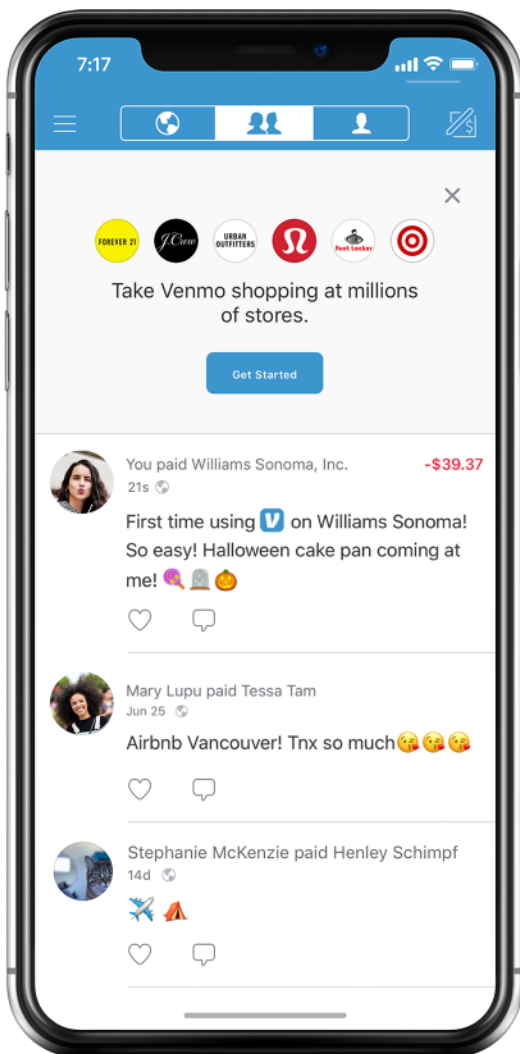 7:17
FOREVER 21
J.Crew
URBAN
OUTFITTERS
Foot Locker
Take Venmo shopping at millions
of stores.
Get Started
You paid Williams Sonoma, Inc.
-$39.37
21s
First time using V on Williams Sonoma!
So easy! Halloween cake pan coming at
me! 🍭🪦🎃
Mary Lupu paid Tessa Tam
Jun 25
Airbnb Vancouver! Tnx so much😘😘😘
Stephanie McKenzie paid Henley Schimpf
14d
✈️⛺